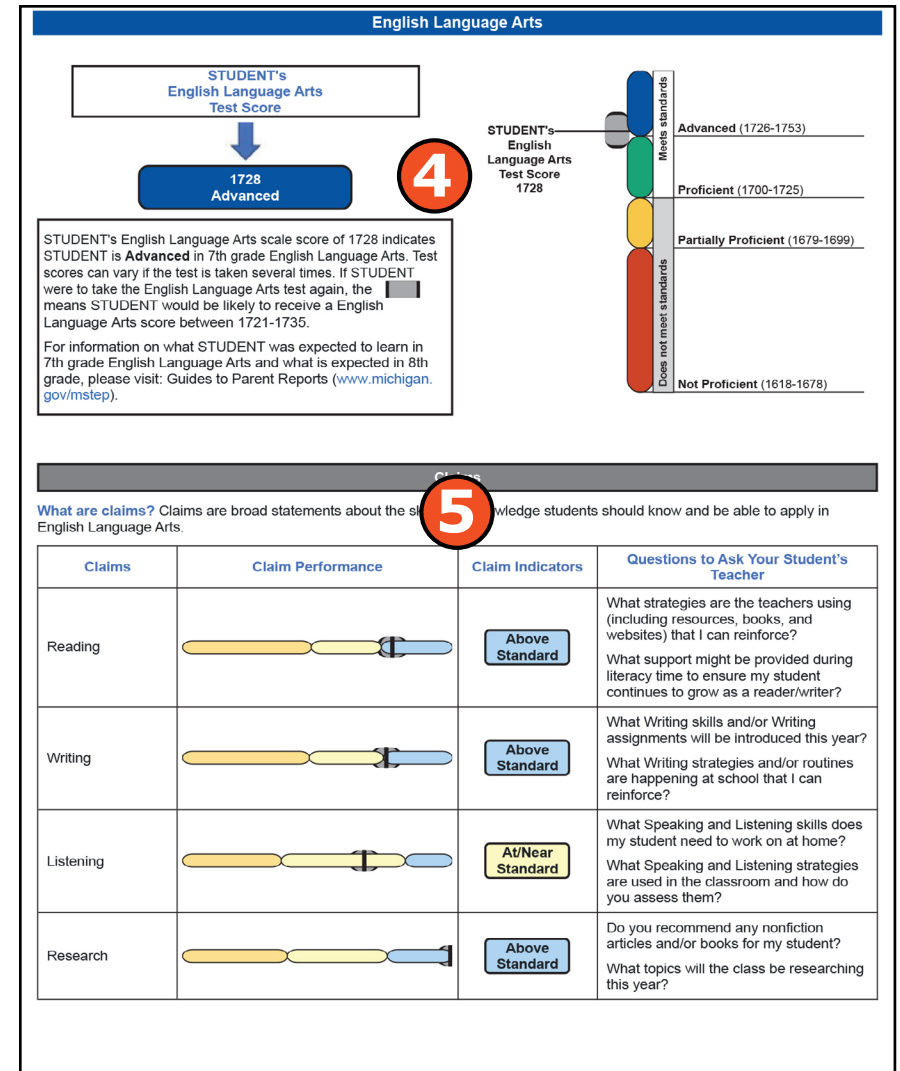 English Language Arts
STUDENT's
English Language Arts
Test Score
1728
Advanced
4
STUDENT's English Language Arts scale score of 1728 indicates
STUDENT is Advanced in 7th grade English Language Arts. Test
scores can vary if the test is taken several times. If STUDENT
were to take the English Language Arts test again, the
means STUDENT would be likely to receive a English
Language Arts score between 1721-1735.
For information on what STUDENT was expected to learn in
7th grade English Language Arts and what is expected in 8th
grade, please visit: Guides to Parent Reports (www.michigan.
gov/mstep).
STUDENT's
English
Language Arts
Test Score
1728
Meets standards
Does not meet standards
Advanced (1726-1753)
Proficient (1700-1725)
Partially Proficient (1679-1699)
Not Proficient (1618-1678)
5
What are claims? Claims are broad statements about the students should know and be able to apply in
English Language Arts.
Claims
Claim Performance
Claim Indicators
Questions to Ask Your Student's
Teacher
Reading
Above
Standard
What strategies are the teachers using
(including resources, books, and
websites) that I can reinforce?
What support might be provided during
literacy time to ensure my student
continues to grow as a reader/writer?
Writing
Above
Standard
What Writing skills and/or Writing
assignments will be introduced this year?
What Writing strategies and/or routines
are happening at school that I can
reinforce?
Listening
At/Near
Standard
What Speaking and Listening skills does
my student need to work on at home?
What Speaking and Listening strategies
are used in the classroom and how do
you assess them?
Research
Above
Standard
Do you recommend any nonfiction
articles and/or books for my student?
What topics will the class be researching
this year?